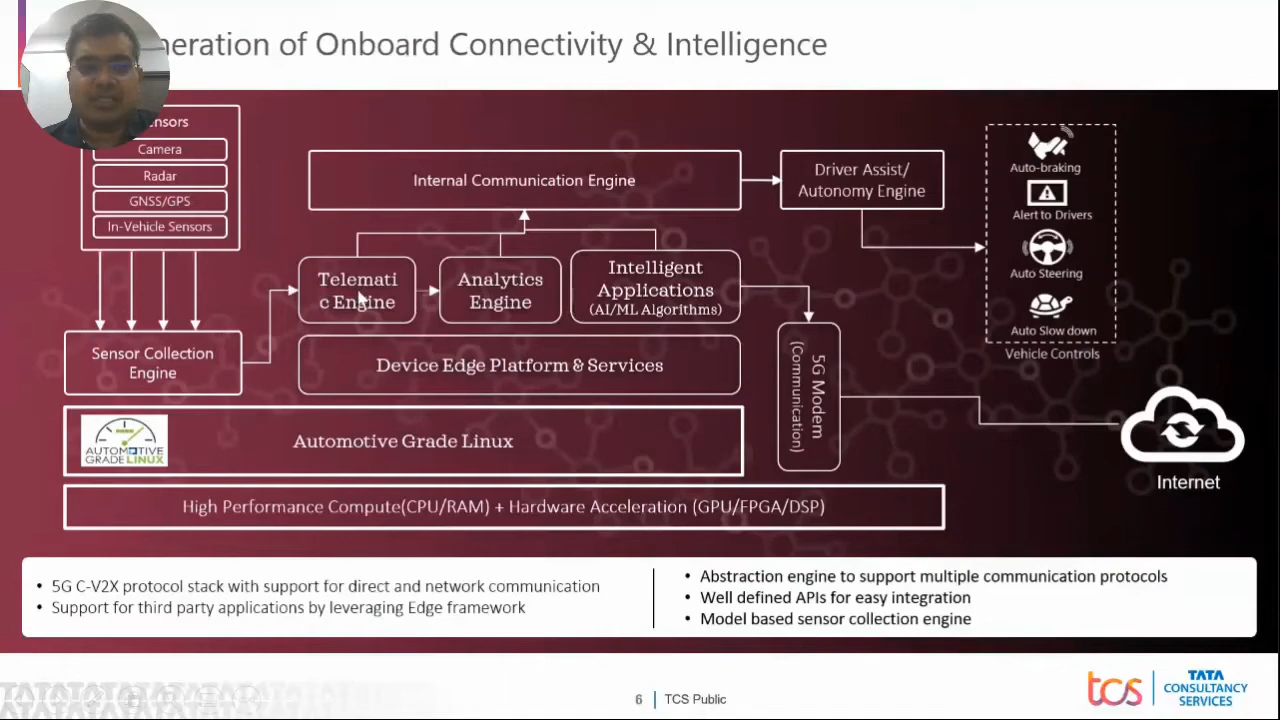 neration of Onboard Connectivity & Intelligence
ensors
Camera
Radar
GNSS/GPS
In-Vehicle Sensors
Internal Communication Engine
Driver Assist/
Autonomy Engine
Auto-braking
Alert to Drivers
Auto Steering
Auto Slow down
Vehicle Controls
Telemati
c Engine
Analytics
Engine
Intelligent
Applications
(AI/ML Algorithms)
Sensor Collection
Engine
Device Edge Platform & Services
5G Modem
(Communication)
Internet
AUTOMOTIVE
GRADELINUX
Automotive Grade Linux
High Performance Compute(CPU/RAM) + Hardware Acceleration (GPU/FPGA/DSP)
• 5G C-V2X protocol stack with support for direct and network communication
• Support for third party applications by leveraging Edge framework
• Abstraction engine to support multiple communication protocols
• Well defined APIs for easy integration
• Model based sensor collection engine
6
TCS Public
tcs
TATA
CONSULTANCY
SERVICES